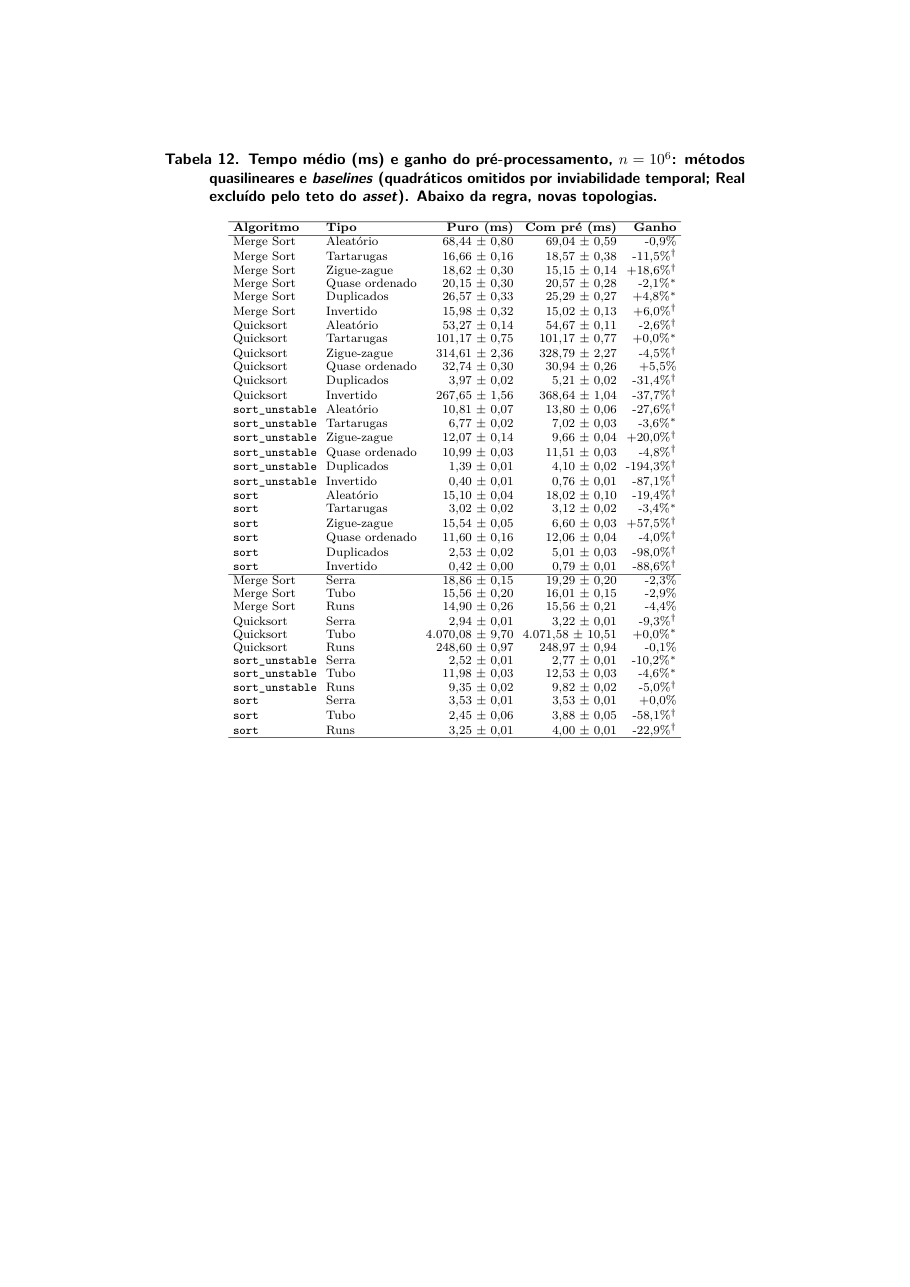 Tabela 12. Tempo médio (ms) e ganho do pré-processamento, n = 10⁶: métodos
quasilineares e baselines (quadráticos omitidos por inviabilidade temporal; Real
excluído pelo teto do asset). Abaixo da regra, novas topologias.
Algoritmo Tipo Puro (ms) Com pré (ms) Ganho
Merge Sort Aleatório 68,44 ± 0,80 69,04 ± 0,59 -0,9%
Merge Sort Tartarugas 16,66 ± 0,16 18,57 ± 0,38 -11,5%†
Merge Sort Zigue-zague 18,62 ± 0,30 15,15 ± 0,14 +18,6%†
Merge Sort Quase ordenado 20,15 ± 0,30 20,57 ± 0,28 -2,1%*
Merge Sort Duplicados 26,57 ± 0,33 25,29 ± 0,27 +4,8%*
Merge Sort Invertido 15,98 ± 0,32 15,02 ± 0,13 +6,0%†
Quicksort Aleatório 53,27 ± 0,14 54,67 ± 0,11 -2,6%†
Quicksort Tartarugas 101,17 ± 0,75 101,17 ± 0,77 +0,0%*
Quicksort Zigue-zague 314,61 ± 2,36 328,79 ± 2,27 -4,5%†
Quicksort Quase ordenado 32,74 ± 0,30 30,94 ± 0,26 +5,5%
Quicksort Duplicados 3,97 ± 0,02 5,21 ± 0,02 -31,4%†
Quicksort Invertido 267,65 ± 1,56 368,64 ± 1,04 -37,7%†
sort_unstable Aleatório 10,81 ± 0,07 13,80 ± 0,06 -27,6%†
sort_unstable Tartarugas 6,77 ± 0,02 7,02 ± 0,03 -3,6%*
sort_unstable Zigue-zague 12,07 ± 0,14 9,66 ± 0,04 +20,0%†
sort_unstable Quase ordenado 10,99 ± 0,03 11,51 ± 0,03 -4,8%†
sort_unstable Duplicados 1,39 ± 0,01 4,10 ± 0,02 -194,3%†
sort_unstable Invertido 0,40 ± 0,01 0,76 ± 0,01 -87,1%†
sort Aleatório 15,10 ± 0,04 18,02 ± 0,10 -19,4%†
sort Tartarugas 3,02 ± 0,02 3,12 ± 0,02 -3,4%*
sort Zigue-zague 15,54 ± 0,05 6,60 ± 0,03 +57,5%†
sort Quase ordenado 11,60 ± 0,16 12,06 ± 0,04 -4,0%†
sort Duplicados 2,53 ± 0,02 5,01 ± 0,03 -98,0%†
sort Invertido 0,42 ± 0,00 0,79 ± 0,01 -88,6%†
Merge Sort Serra 18,86 ± 0,15 19,29 ± 0,20 -2,3%
Merge Sort Tubo 15,56 ± 0,20 16,01 ± 0,15 -2,9%
Merge Sort Runs 14,90 ± 0,26 15,56 ± 0,21 -4,4%
Quicksort Serra 2,94 ± 0,01 3,22 ± 0,01 -9,3%†
Quicksort Tubo 4.070,08 ± 9,70 4.071,58 ± 10,51 +0,0%*
Quicksort Runs 248,60 ± 0,97 248,97 ± 0,94 -0,1%
sort_unstable Serra 2,52 ± 0,01 2,77 ± 0,01 -10,2%*
sort_unstable Tubo 11,98 ± 0,03 12,53 ± 0,03 -4,6%*
sort_unstable Runs 9,35 ± 0,02 9,82 ± 0,02 -5,0%†
sort Serra 3,53 ± 0,01 3,53 ± 0,01 +0,0%
sort Tubo 2,45 ± 0,06 3,88 ± 0,05 -58,1%†
sort Runs 3,25 ± 0,01 4,00 ± 0,01 -22,9%†